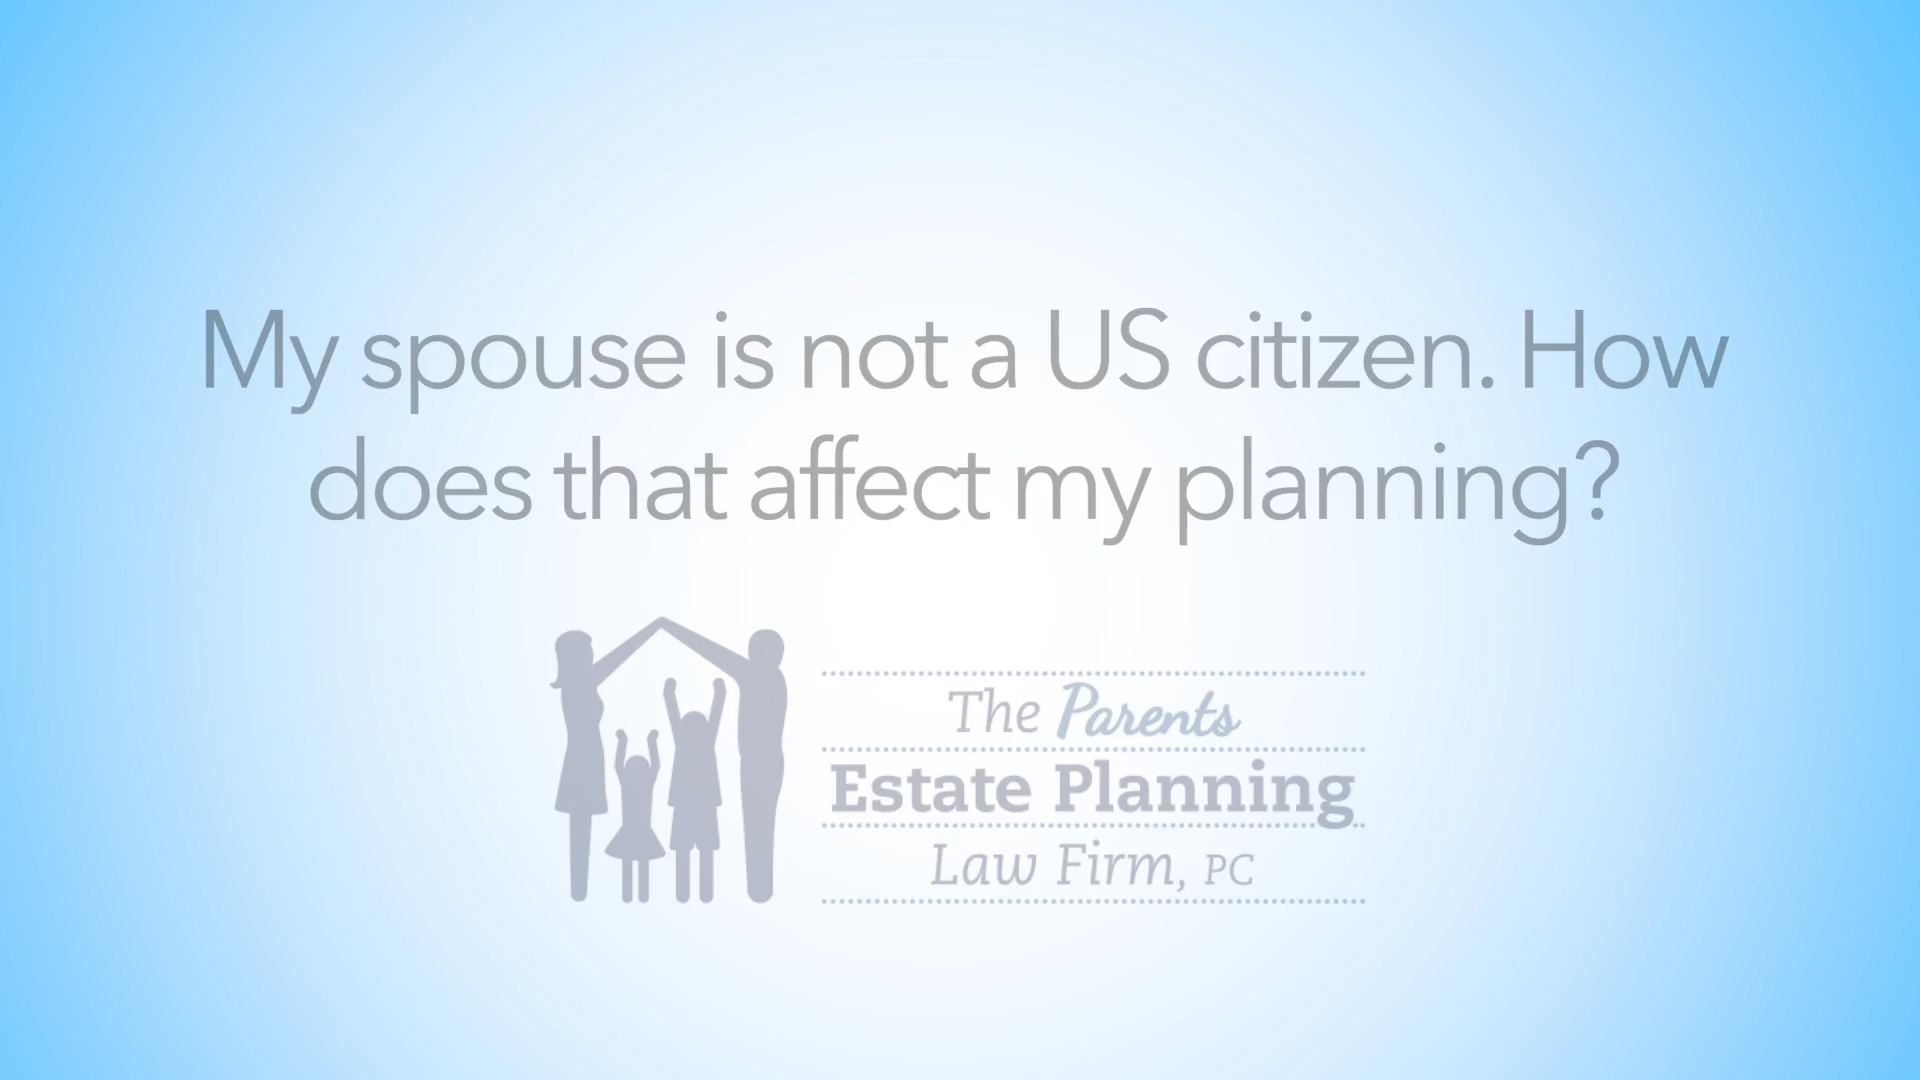 My spouse is not a US citizen. How
does that affect my planning?
The Parents
Estate Planning
Law Firm, PC